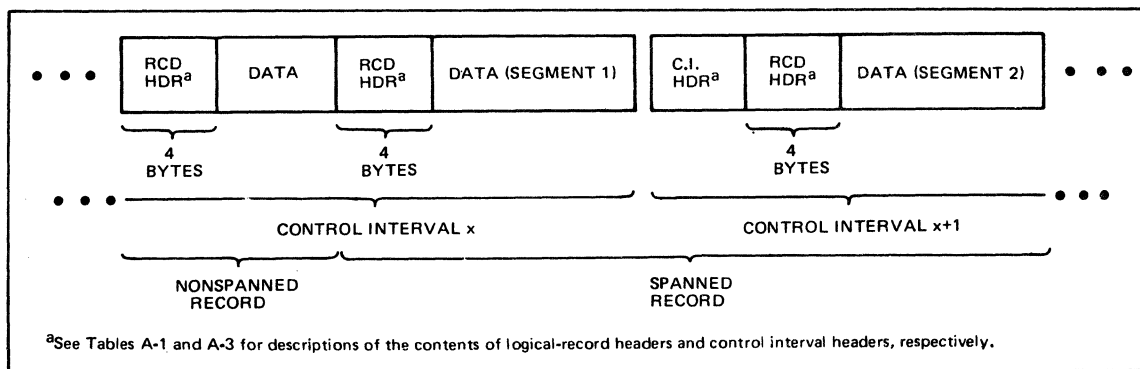 RCD HDRa DATA RCD HDRa DATA (SEGMENT 1) C.I. HDRa RCD HDRa DATA (SEGMENT 2)
4 BYTES 4 BYTES 4 BYTES
CONTROL INTERVAL x CONTROL INTERVAL x+1
NONSPANNED RECORD SPANNED RECORD
aSee Tables A-1 and A-3 for descriptions of the contents of logical-record headers and control interval headers, respectively.